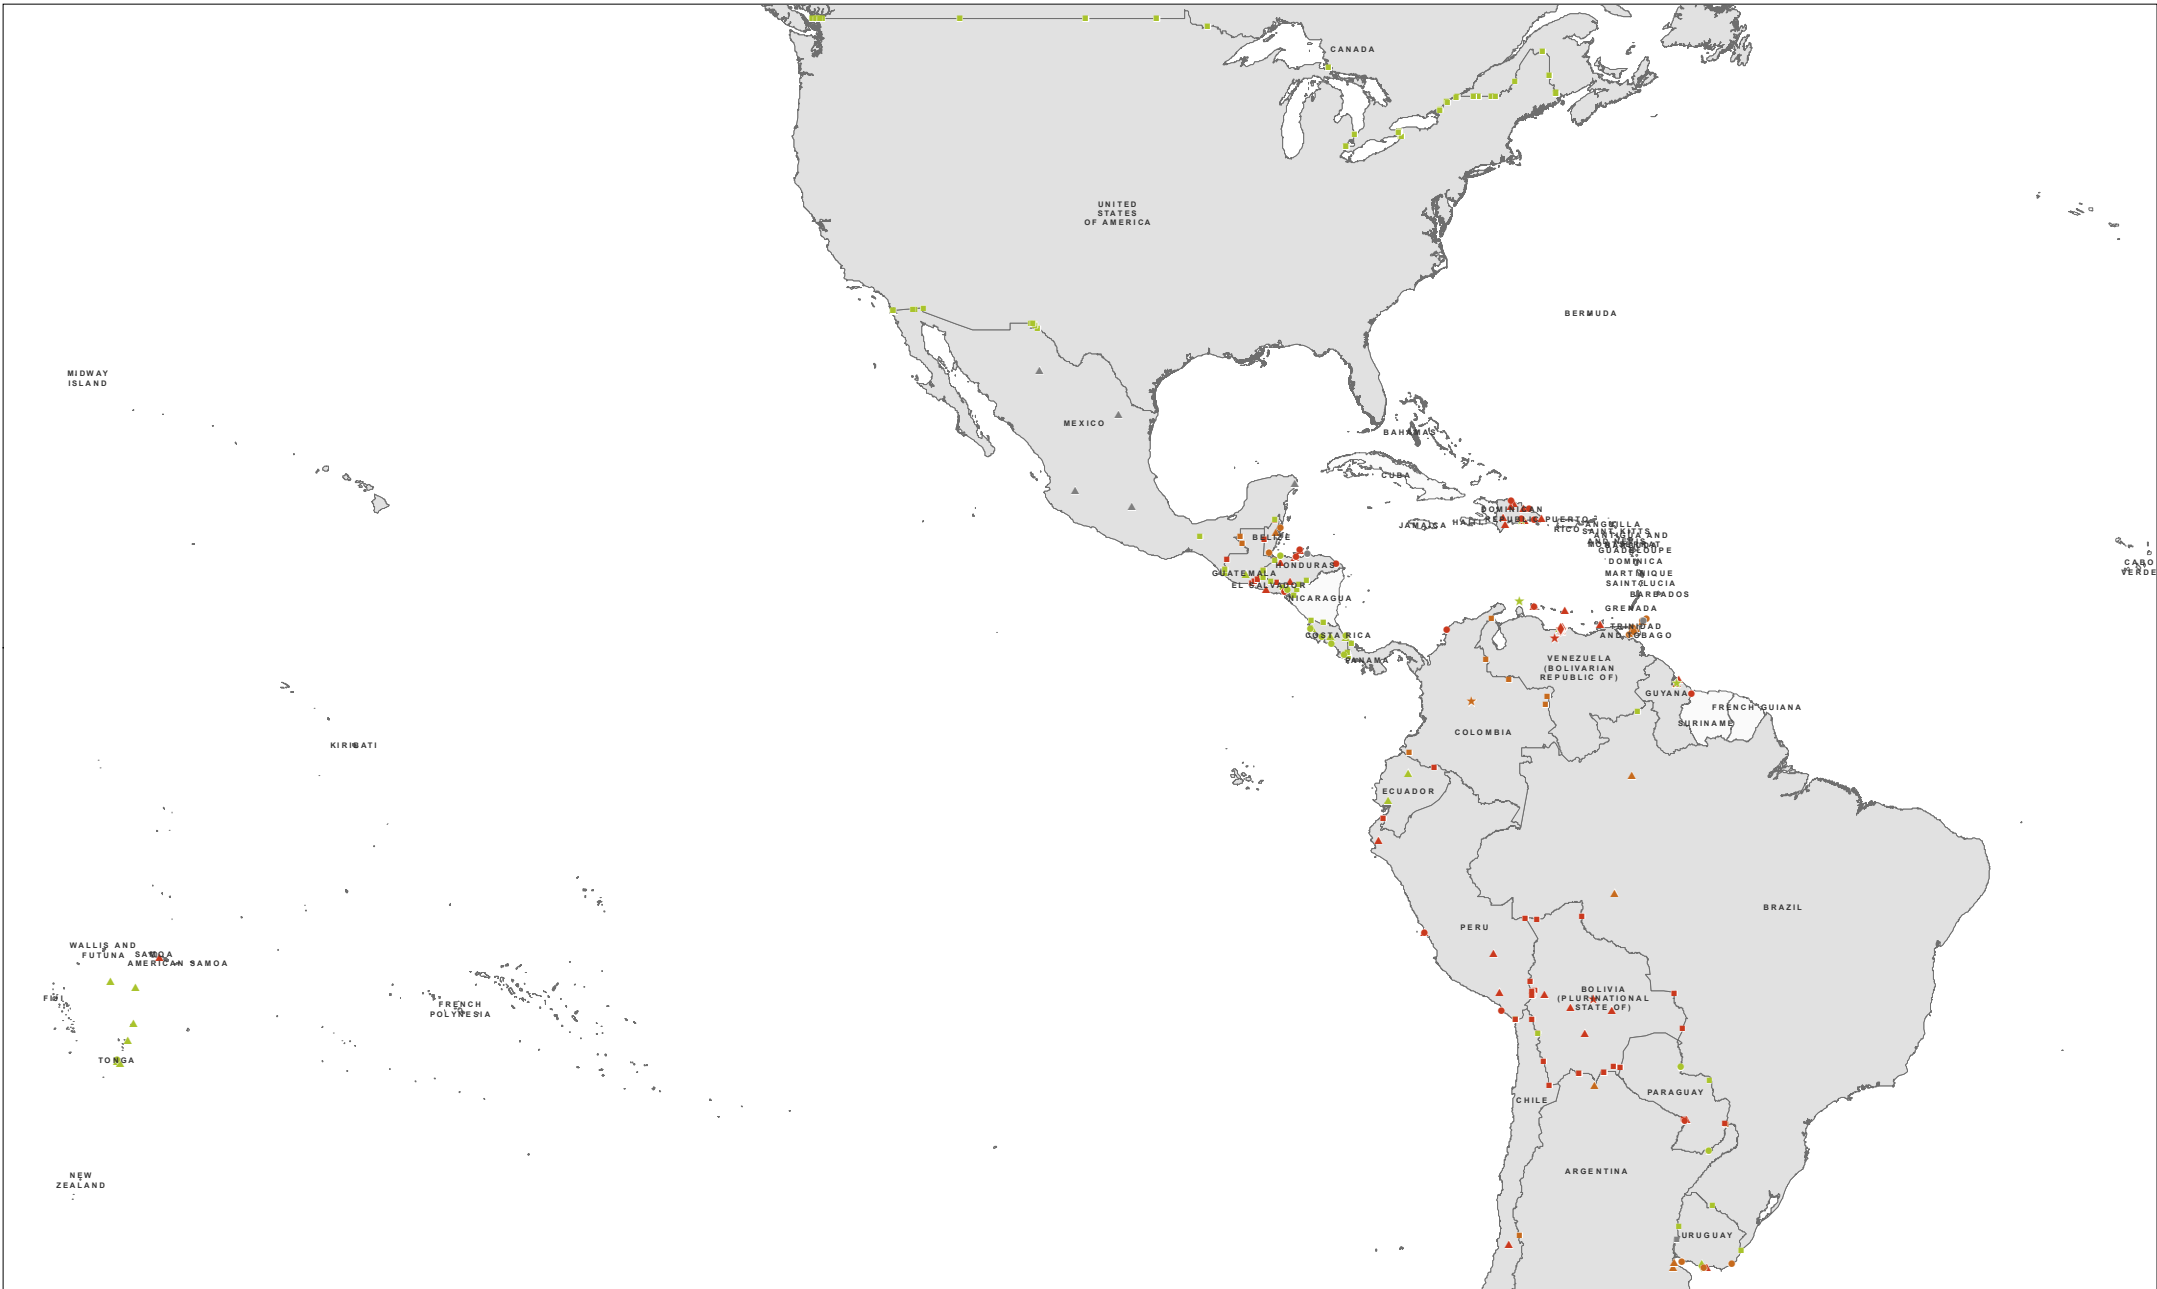 CANADA
UNITED
STATES
OF AMERICA
BERMUDA
MIDWAY
ISLAND
MEXICO
BAHAMAS
CUBA
DOMINICAN
REPUBLIC
PUERTO
RICO
JAMAICA
HAITI
ANGUILLA
SAINT KITTS
AND NEVIS
ANTIGUA AND
BELIZE
GUADELOUPE
DOMINICA
HONDURAS
CABO
VERDE
GUATEMALA
MARTINIQUE
EL SALVADOR
SAINT LUCIA
NICARAGUA
BARBADOS
GRENADA
TRINIDAD
AND TOBAGO
COSTA RICA
PANAMA
VENEZUELA
(BOLIVARIAN
REPUBLIC OF)
GUYANA
FRENCH GUIANA
SURINAME
COLOMBIA
KIRIBATI
ECUADOR
BRAZIL
PERU
WALLIS AND
FUTUNA
SAMOA
AMERICAN SAMOA
FIJI
FRENCH
POLYNESIA
BOLIVIA
(PLURINATIONAL
STATE OF)
TONGA
PARAGUAY
CHILE
ARGENTINA
NEW
ZEALAND
URUGUAY